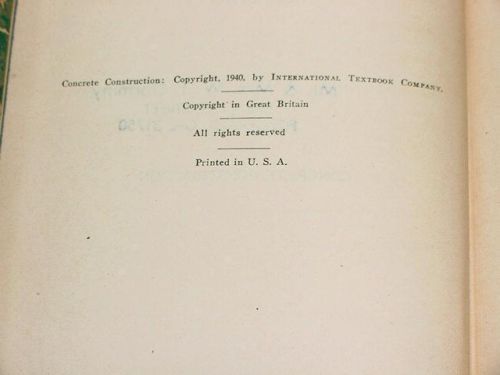 Concrete Construction: Copyright, 1940, by INTERNATIONAL TEXTBOOK COMPANY.
Copyright in Great Britain
All rights reserved
Printed in U. S. A.